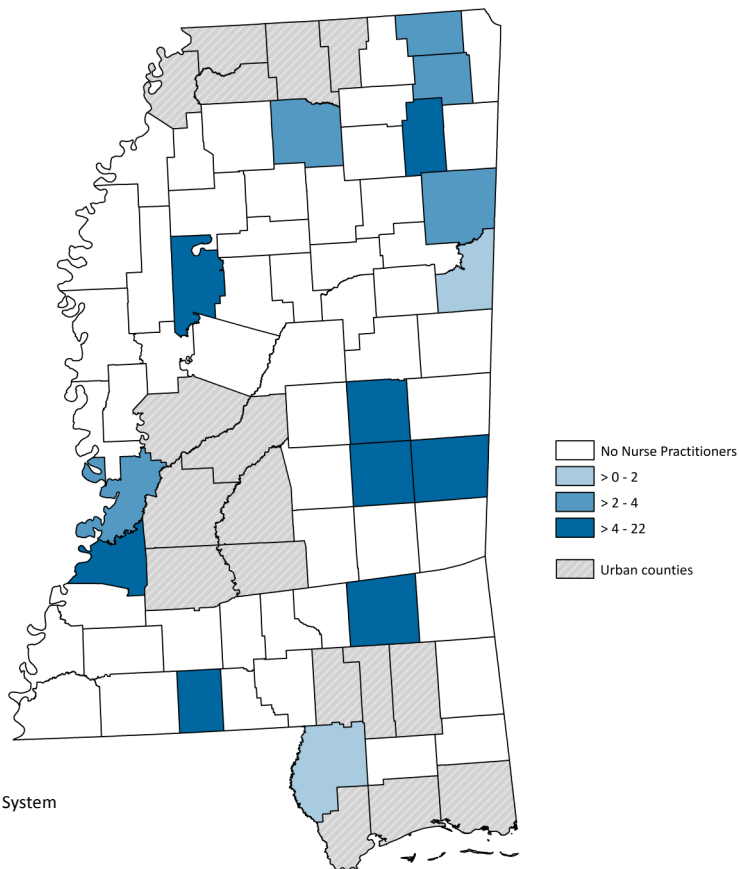 No Nurse Practitioners
> 0 - 2
> 2 - 4
> 4 - 22
Urban counties
System